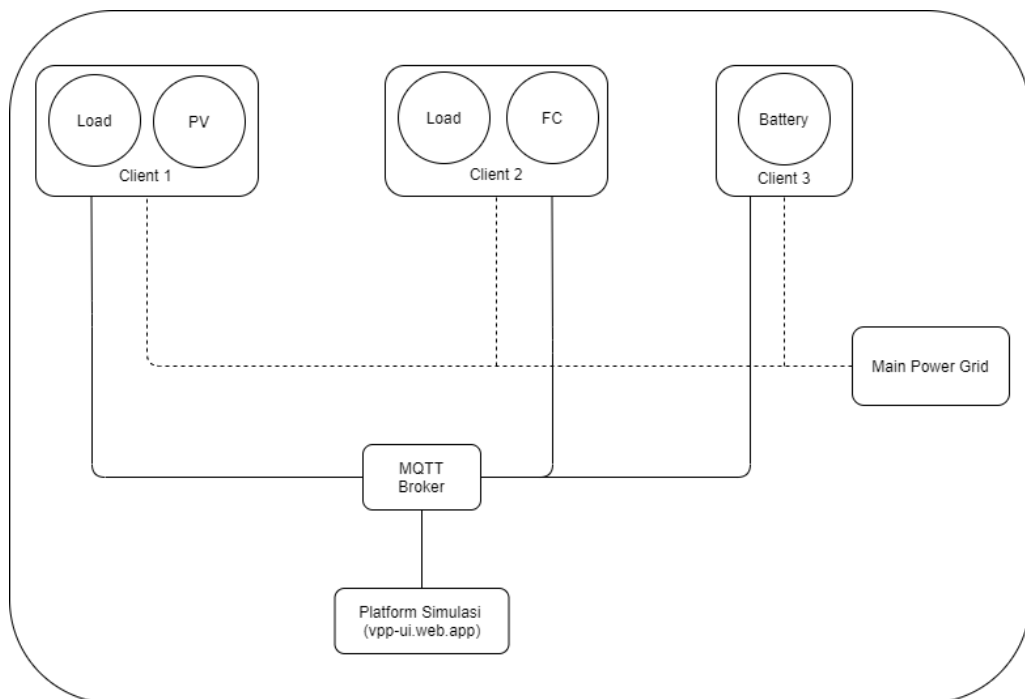 Load
PV
Client 1
Load
FC
Client 2
Battery
Client 3
Main Power Grid
MQTT
Broker
Platform Simulasi
(vpp-ui.web.app)